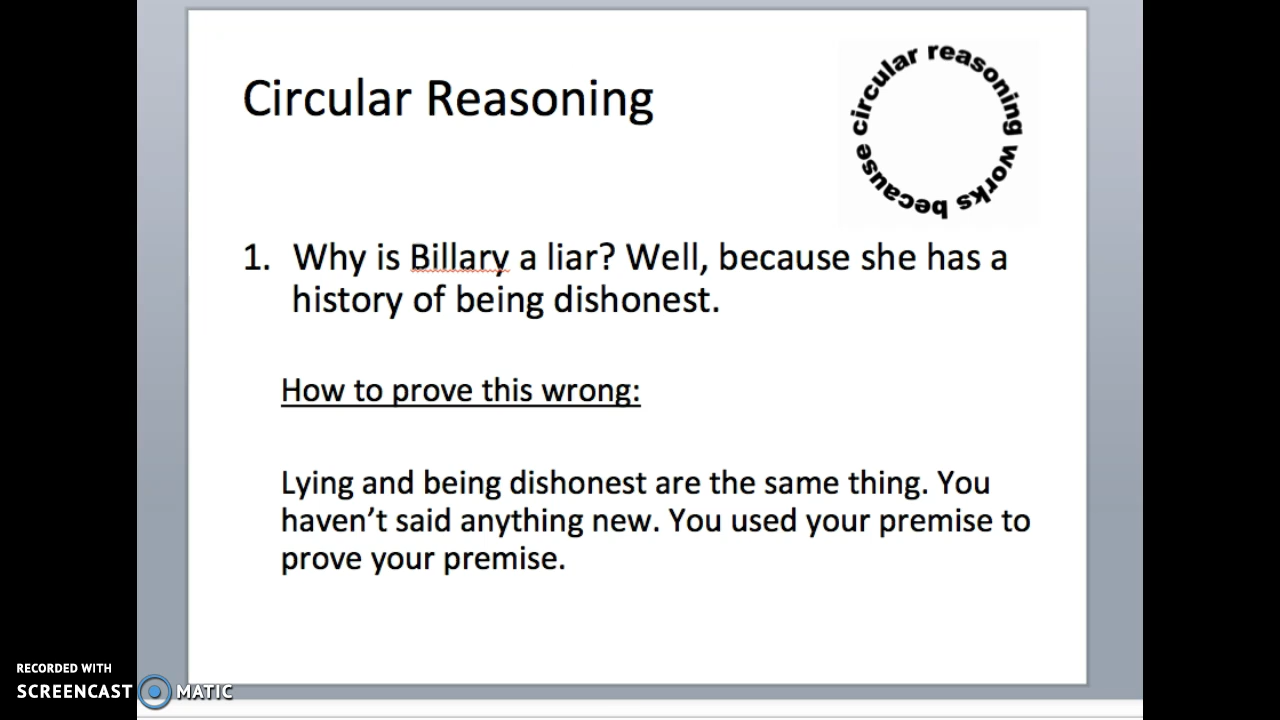 Circular Reasoning
circular reasoning works because
1. Why is Billary a liar? Well, because she has a
history of being dishonest.
How to prove this wrong:
Lying and being dishonest are the same thing. You
haven’t said anything new. You used your premise to
prove your premise.
RECORDED WITH
SCREENCAST MATIC